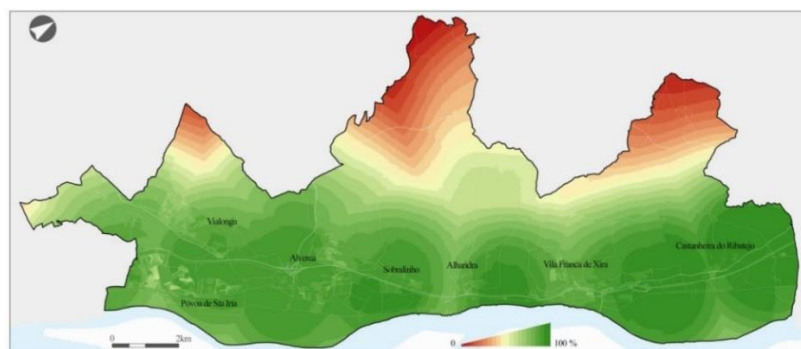 Vialonga
Castanheira do Ribatejo
Alverca
Sobralinho
Alhandra
Vila Franca de Xira
Póvoa de Sta Iria
0 2km
0 100 %